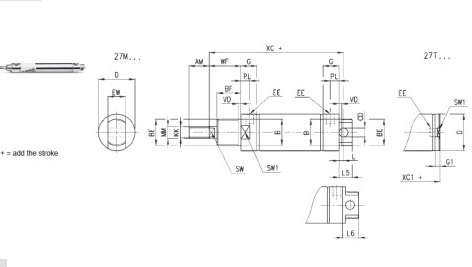 27M...
27T...
XC +
AM
WF
G
G
D
PL
PL
BF
EW
VD
EE
EE
VD
EE
SW1
BE
MM
KK
B
B
BE
D
SW
SW1
L
L5
G1
XC1 +
+ = add the stroke
L6